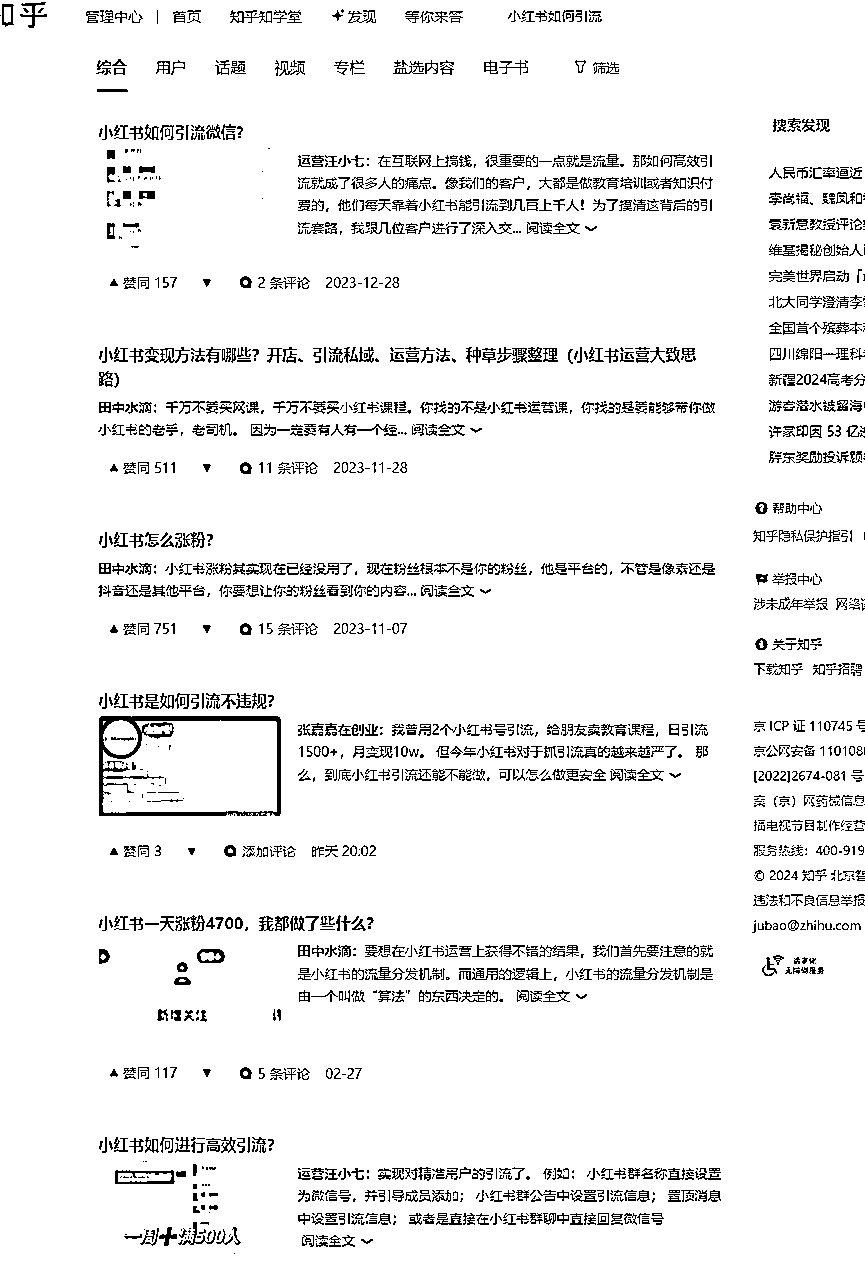 知乎 管理中心 | 首页 知乎知学堂 发现 等你来答 小红书如何引流
综合 用户 话题 视频 专栏 盐选内容 电子书 筛选
小红书如何引流微信?
运营汪小七：在互联网上搞钱，很重要的一点就是流量。那如何高效引
流就成了很多人的痛点。像我们的客户，大都是做教育培训或者知识付
费的，他们每天靠着小红书能引流到几百上千人！为了摸清这背后的引
流套路，我跟几位客户进行了深入交... 阅读全文
赞同 157 2 条评论 2023-12-28
小红书变现方法有哪些？开店、引流私域、运营方法、种草步骤整理（小红书运营大致思
路）
田中水滴：千万不要买网课，千万不要买小红书课程。你找的不是小红书运营课，你找的是要能够带你做
小红书的老手，老司机。 因为一定要有人有一个经... 阅读全文
赞同 511 11 条评论 2023-11-28
小红书怎么涨粉?
田中水滴：小红书涨粉其实现在已经没用了，现在粉丝根本不是你的粉丝，他是平台的，不管是像素还是
抖音还是其他平台，你要想让你的粉丝看到你的内容... 阅读全文
赞同 751 15 条评论 2023-11-07
小红书是如何引流不违规?
张嘉嘉在创业：我曾用2个小红书号引流，给朋友卖教育课程，日引流
1500+，月变现10w。 但今年小红书对于抓引流真的越来越严了。 那
么，到底小红书引流还能不能做，可以怎么做更安全 阅读全文
赞同 3 添加评论 昨天 20:02
小红书一天涨粉4700，我都做了些什么?
田中水滴：要想在小红书运营上获得不错的结果，我们首先要注意的就
是小红书的流量分发机制。而通用的逻辑上，小红书的流量分发机制是
由一个叫做“算法”的东西决定的。 阅读全文
新增关注
赞同 117 5 条评论 02-27
小红书如何进行高效引流?
运营汪小七：实现对精准用户的引流了。 例如： 小红书群名称直接设置
为微信号，并引导成员添加； 小红书群公告中设置引流信息； 置顶消息
中设置引流信息； 或者是直接在小红书群聊中直接回复微信号
阅读全文
一周+满500人
搜索发现
人民币汇率逼近
李尚福、魏凤和
袁新意教授评论
维基揭秘创始人
完美世界启动
北大同学澄清李
全国首个殡葬本
四川绵阳一理科
新疆2024高考分
游客潜水被留海
许家印因 53 亿
胖东奖励投诉顾
帮助中心
知乎隐私保护指引
举报中心
涉未成年举报 网络
关于知乎
下载知乎 知乎招聘
京 ICP 证 110745 号
京公网安备 1101080
[2022]2674-081 号
药（京）网药械信息
播电视节目制作经营
服务热线：400-919
© 2024 知乎 北京智
违法和不良信息举报
jubao@zhihu.com
无障碍服务